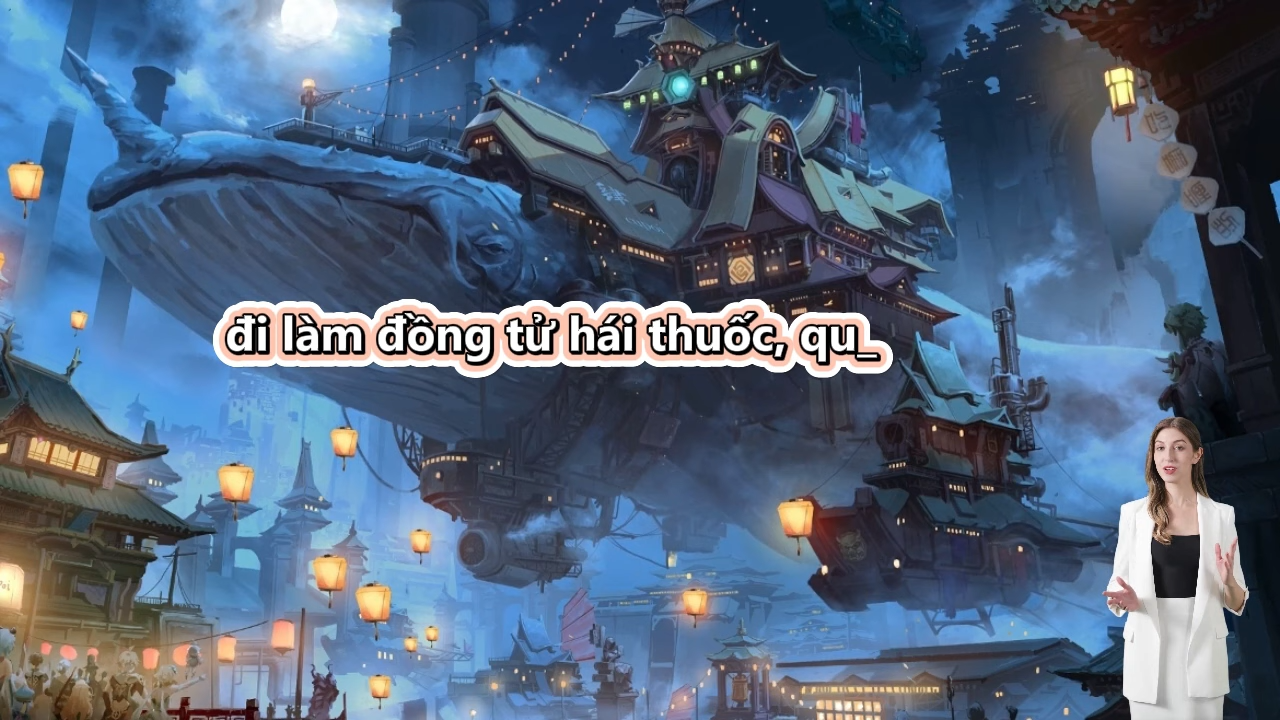 đi làm đồng tử hái thuốc, qu_